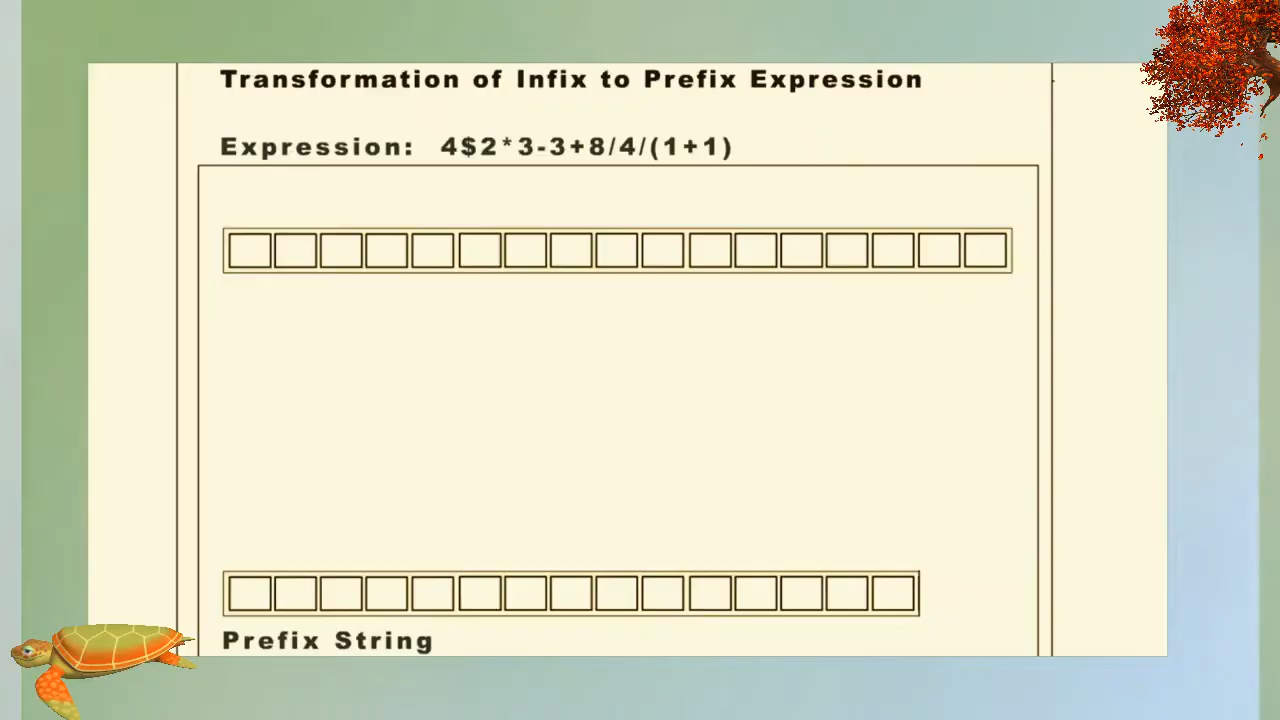 Transformation of Infix to Prefix Expression
Expression: 4$2*3-3+8/4/(1+1)
Prefix String